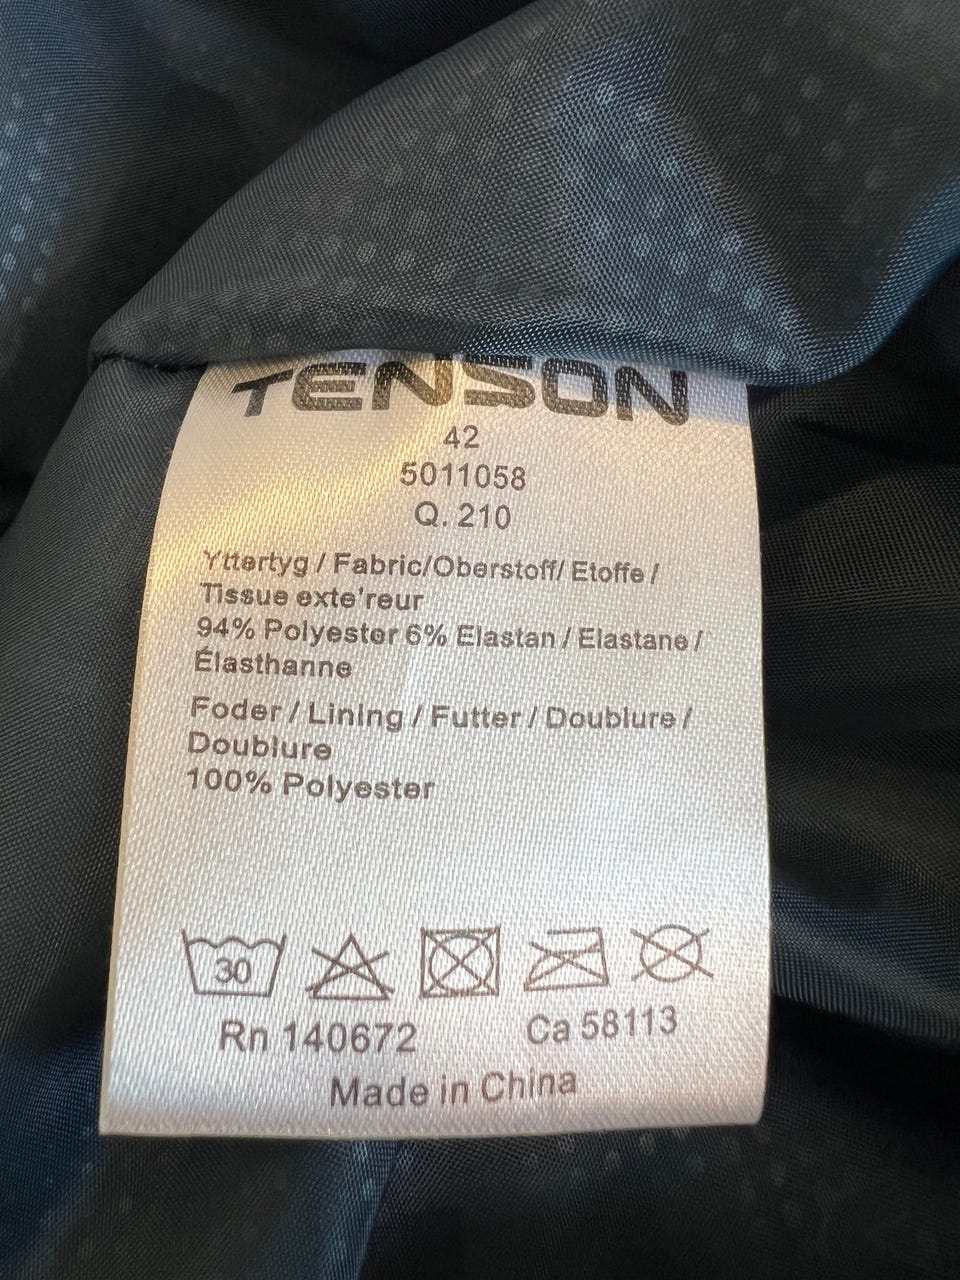 TENSON
42
5011058
Q. 210
Yttertyg / Fabric/Oberstoff/ Etoffe /
Tissue exte'reur
94% Polyester 6% Elastan / Elastane /
Élasthanne
Foder / Lining / Futter / Doublure /
Doublure
100% Polyester
30
Rn 140672 Ca 58113
Made in China